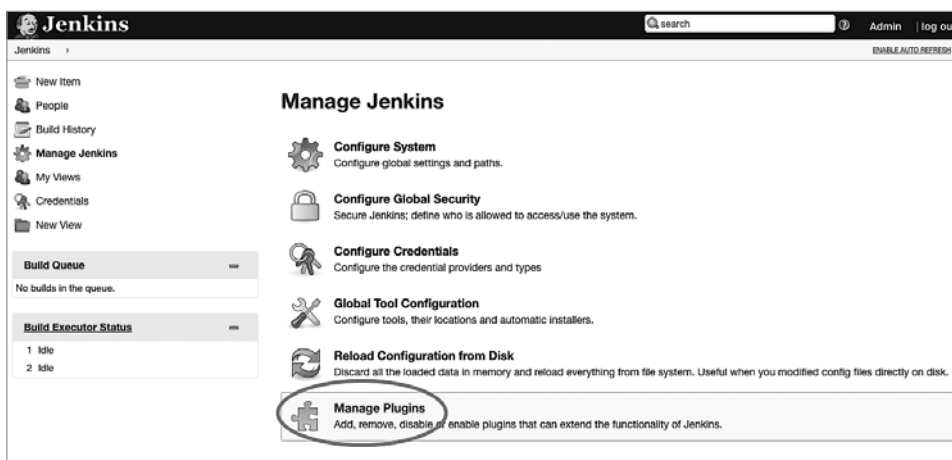 Jenkins
search
Admin | log ou
Jenkins
ENABLE AUTO REFRESH
New Item
People
Build History
Manage Jenkins
My Views
Credentials
New View
Build Queue
No builds in the queue.
Build Executor Status
1 Idle
2 Idle
Manage Jenkins
Configure System
Configure global settings and paths.
Configure Global Security
Secure Jenkins; define who is allowed to access/use the system.
Configure Credentials
Configure the credential providers and types
Global Tool Configuration
Configure tools, their locations and automatic installers.
Reload Configuration from Disk
Discard all the loaded data in memory and reload everything from file system. Useful when you modified config files directly on disk.
Manage Plugins
Add, remove, disable or enable plugins that can extend the functionality of Jenkins.